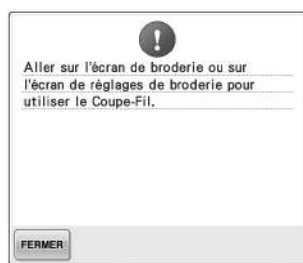 Aller sur l'écran de broderie ou sur
l'écran de réglages de broderie pour
utiliser le Coupe-Fil.
FERMER